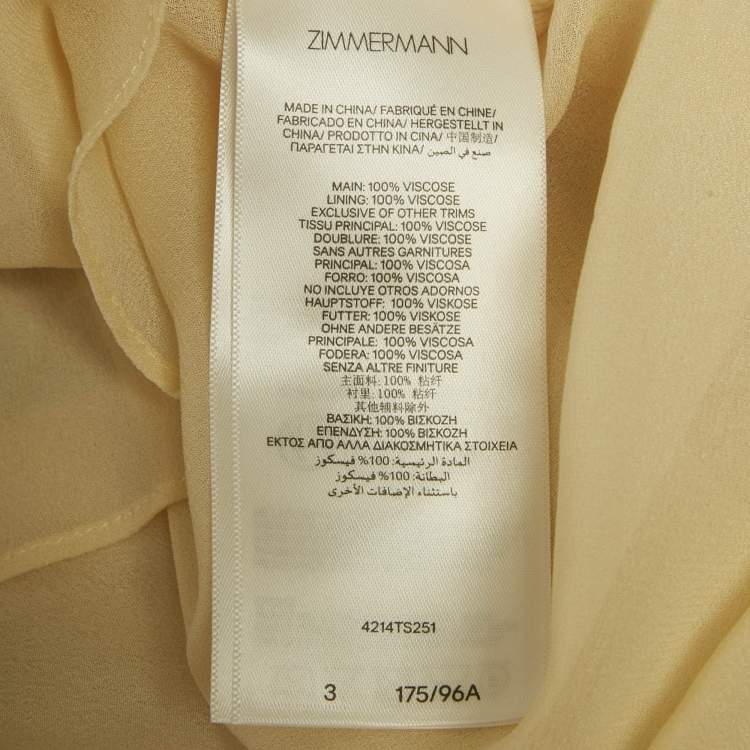 ZIMMERMANN
MADE IN CHINA/ FABRIQUÉ EN CHINE/
FABRICADO EN CHINA/ HERGESTELLT IN
CHINA/ PRODOTTO IN CINA/ 中国制造/
ΠΑΡΑΓΕΤΑΙ ΣΤΗΝ ΚΙΝΑ/ صنع في الصين
MAIN: 100% VISCOSE
LINING: 100% VISCOSE
EXCLUSIVE OF OTHER TRIMS
TISSU PRINCIPAL: 100% VISCOSE
DOUBLURE: 100% VISCOSE
SANS AUTRES GARNITURES
PRINCIPAL: 100% VISCOSA
FORRO: 100% VISCOSA
NO INCLUYE OTROS ADORNOS
HAUPTSTOFF: 100% VISKOSE
FUTTER: 100% VISKOSE
OHNE ANDERE BESÄTZE
PRINCIPALE: 100% VISCOSA
FODERA: 100% VISCOSA
SENZA ALTRE FINITURE
主面料: 100% 粘纤
衬里: 100% 粘纤
其他辅料除外
ΒΑΣΙΚΗ: 100% ΒΙΣΚΟΖΗ
ΕΠΕΝΔΥΣΗ: 100% ΒΙΣΚΟΖΗ
ΕΚΤΟΣ ΑΠΟ ΑΛΛΑ ΔΙΑΚΟΣΜΗΤΙΚΑ ΣΤΟΙΧΕΙΑ
المادة الرئيسية: 100% فيسكوز
البطانة: 100% فيسكوز
باستثناء الإضافات الأخرى
4214TS251
3 175/96A